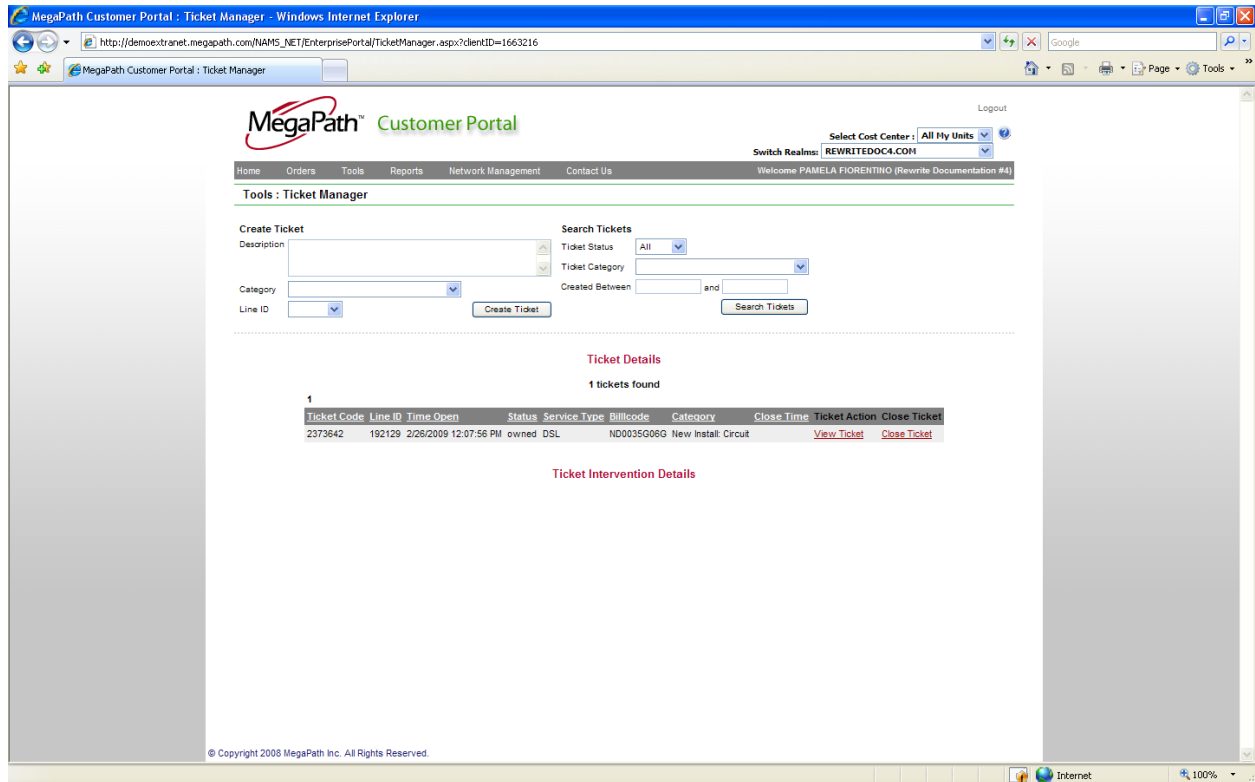 MegaPath Customer Portal : Ticket Manager - Windows Internet Explorer
http://demoextranet.megapath.com/NAMS_NET/EnterprisePortal/TicketManager.aspx?clientID=1663216
Google
MegaPath Customer Portal : Ticket Manager
Page
Tools
»
MegaPath™ Customer Portal
Logout
Select Cost Center : All My Units
Switch Realms: REWRITEDOC4.COM
Home Orders Tools Reports Network Management Contact Us Welcome PAMELA FIORENTINO (Rewrite Documentation #4)
Tools : Ticket Manager
Create Ticket Search Tickets
Description Ticket Status All
Ticket Category
Category Created Between and
Line ID Create Ticket Search Tickets
Ticket Details
1 tickets found
1
Ticket Code Line ID Time Open Status Service Type Billlcode Category Close Time Ticket Action Close Ticket
2373642 192129 2/26/2009 12:07:56 PM owned DSL ND0035G06G New Install: Circuit View Ticket Close Ticket
Ticket Intervention Details
© Copyright 2008 MegaPath Inc. All Rights Reserved.
Internet 100%